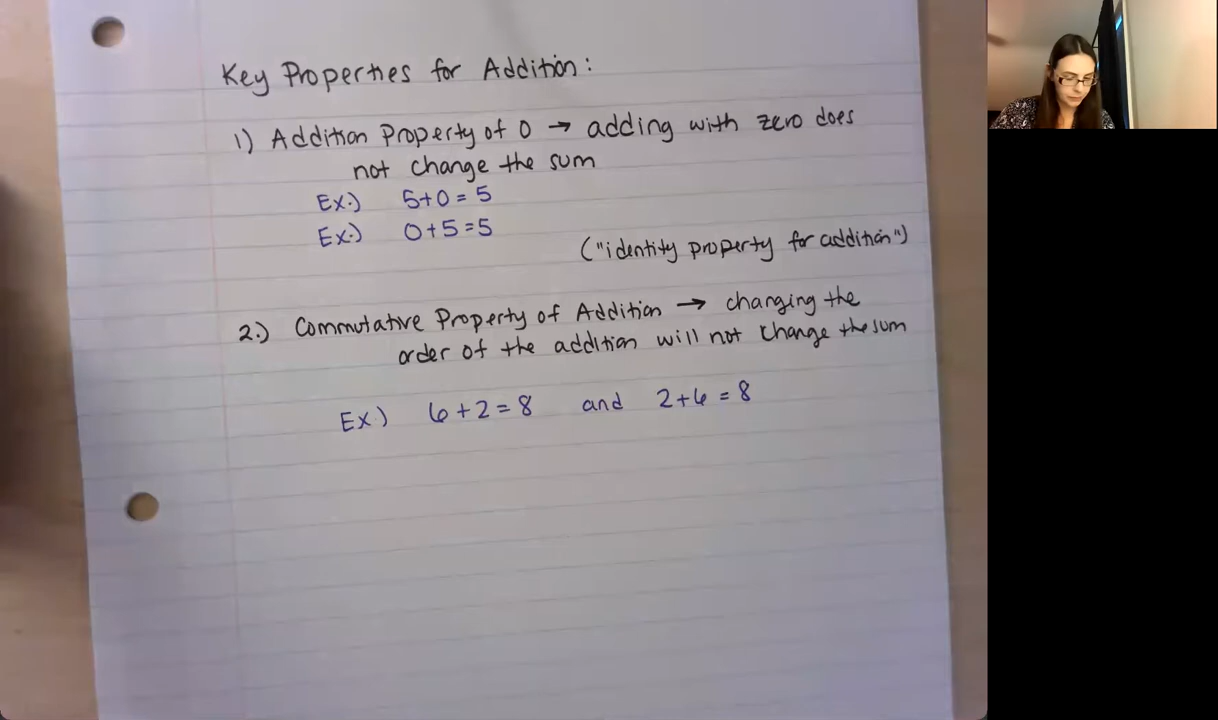 Key Properties for Addition:
1) Addition Property of 0 → adding with zero does
not change the sum
Ex.) 5+0=5
Ex.) 0+5=5
("identity property for addition")
2.) Commutative Property of Addition → changing the
order of the addition will not change the sum
Ex.) 6+2=8 and 2+6=8